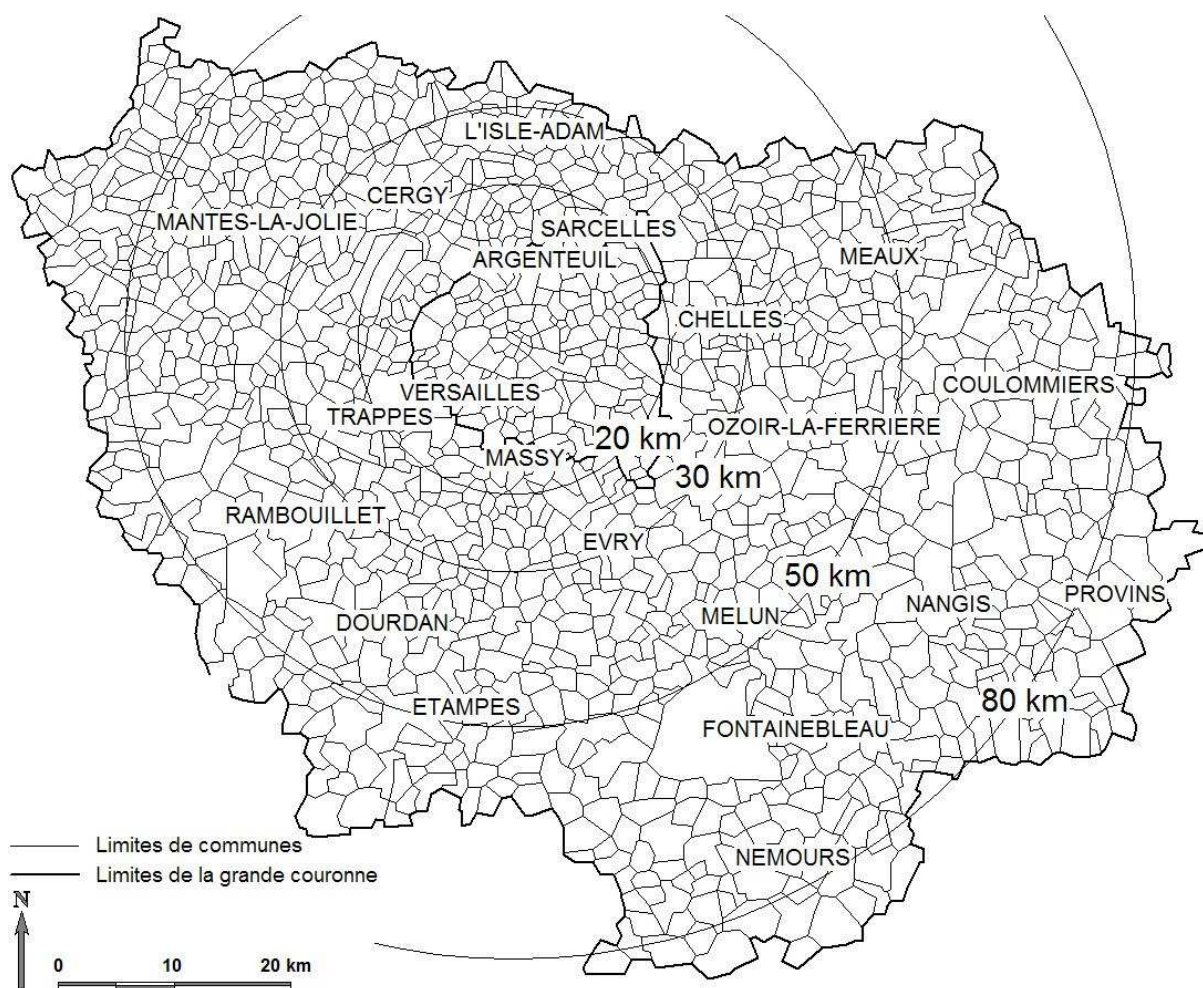 L'ISLE-ADAM
CERGY
MANTES-LA-JOLIE
SARCELLES
ARGENTEUIL
MEAUX
CHELLES
COULOMMIERS
VERSAILLES
TRAPPES
OZOIR-LA-FERRIERE
20 km
MASSY
30 km
RAMBOUILLET
EVRY
50 km
PROVINS
NANGIS
MELUN
DOURDAN
80 km
ETAMPES
FONTAINEBLEAU
Limites de communes
NEMOURS
Limites de la grande couronne
N
0 10 20 km